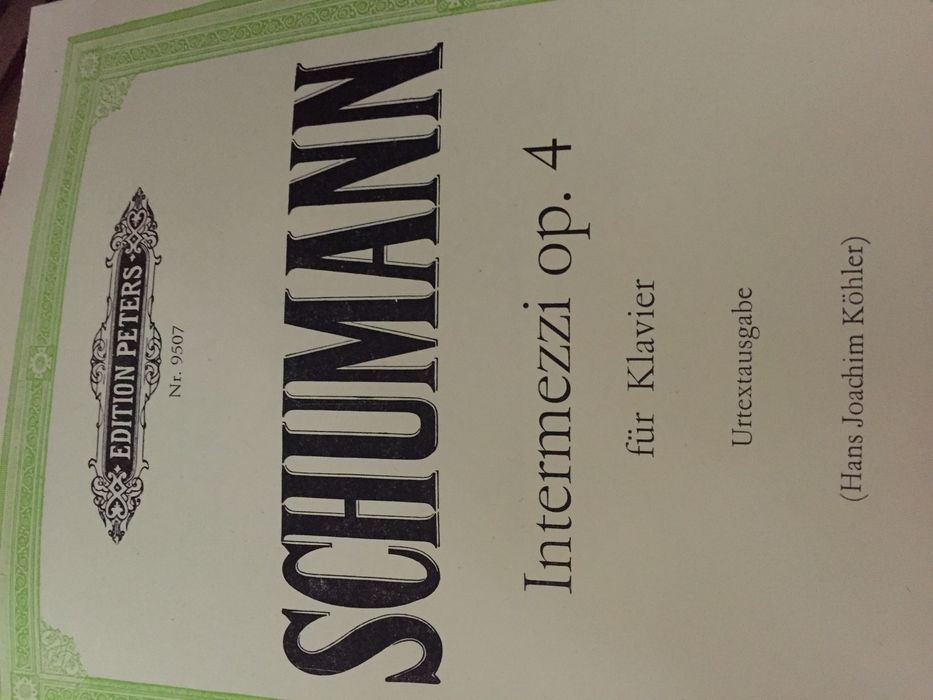 EDITION PETERS
Nr. 9507
SCHUMANN
Intermezzi op. 4
für Klavier
Urtextausgabe
(Hans Joachim Köhler)